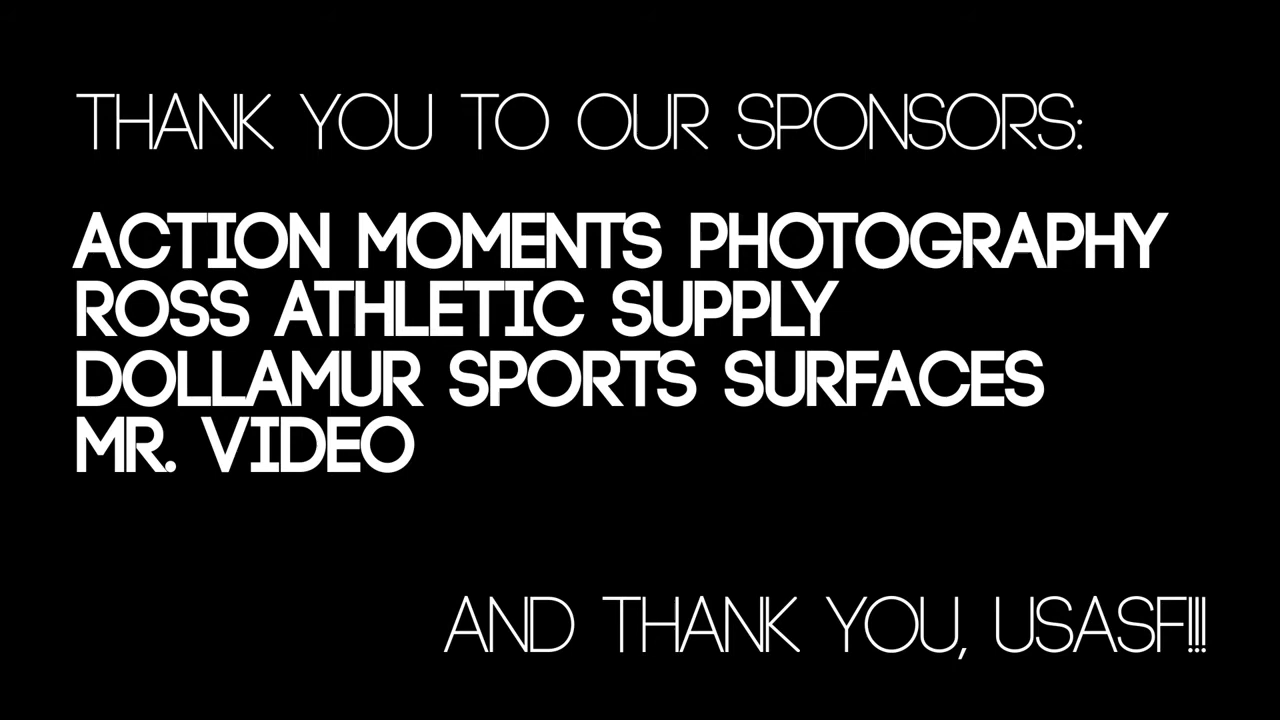 THANK YOU TO OUR SPONSORS:
ACTION MOMENTS PHOTOGRAPHY
ROSS ATHLETIC SUPPLY
DOLLAMUR SPORTS SURFACES
MR. VIDEO
AND THANK YOU, USASF!!!